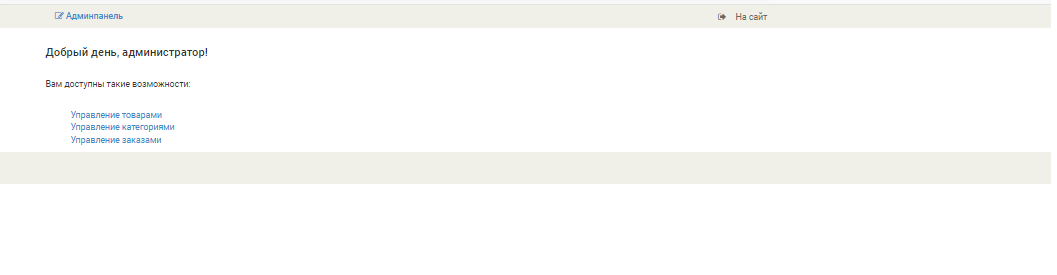 Админпанель
На сайт
Добрый день, администратор!
Вам доступны такие возможности:
Управление товарами
Управление категориями
Управление заказами